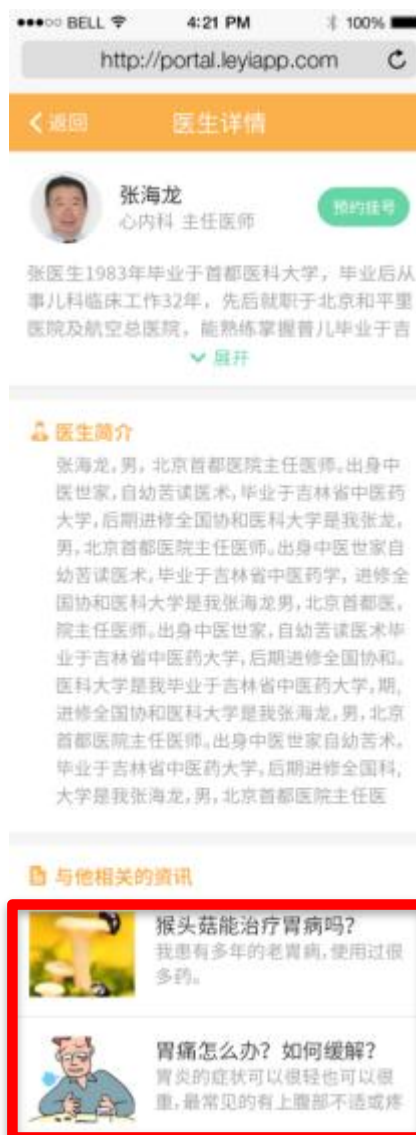 BELL 4:21 PM 100%
http://portal.leyiapp.com
返回 医生详情
张海龙
心内科 主任医师
预约挂号
张医生1983年毕业于首都医科大学，毕业后从
事儿科临床工作32年，先后就职于北京和平里
医院及航空总医院，能熟练掌握普儿毕业于吉
展开
医生简介
张海龙，男，北京首都医院主任医师。出身中
医世家，自幼苦读医术，毕业于吉林省中医药
大学，后期进修全国协和医科大学是我张龙，
男，北京首都医院主任医师。出身中医世家自
幼苦读医术，毕业于吉林省中医药学，进修全
国协和医科大学是我张海龙男，北京首都医，
院主任医师。出身中医世家，自幼苦读医术毕
业于吉林省中医药大学，后期进修全国协和。
医科大学是我毕业于吉林省中医药大学，期，
进修全国协和医科大学是我张海龙，男，北京
首都医院主任医师。出身中医世家自幼苦术，
毕业于吉林省中医药大学，后期进修全国科，
大学是我张海龙，男，北京首都医院主任医
与他相关的资讯
猴头菇能治疗胃病吗？
我患有多年的老胃病，使用过很
多药。
胃痛怎么办？如何缓解？
胃炎的症状可以很轻也可以很
重，最常见的有上腹部不适或疼